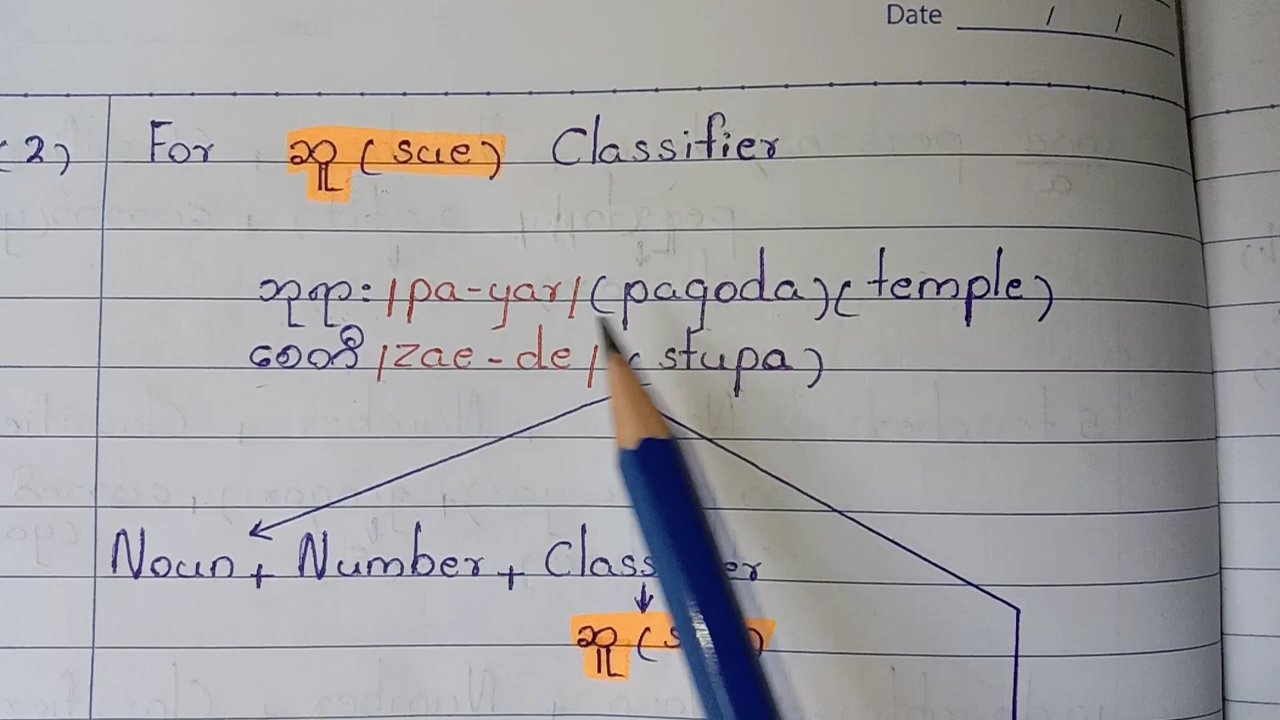 Date / /
(2) For ဆူ (sue) Classifier
ဘုရား /pa-yar/ (pagoda) (temple)
စေတီ /zae-de/ (stupa)
Noun + Number + Classifier
ဆူ